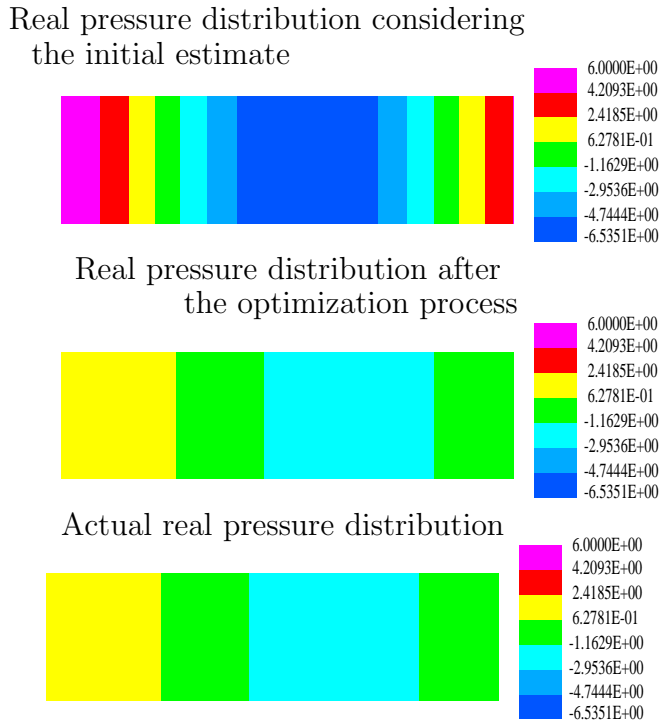 Real pressure distribution considering
the initial estimate
6.0000E+00
4.2093E+00
2.4185E+00
6.2781E-01
-1.1629E+00
-2.9536E+00
-4.7444E+00
-6.5351E+00
Real pressure distribution after
the optimization process
6.0000E+00
4.2093E+00
2.4185E+00
6.2781E-01
-1.1629E+00
-2.9536E+00
-4.7444E+00
-6.5351E+00
Actual real pressure distribution
6.0000E+00
4.2093E+00
2.4185E+00
6.2781E-01
-1.1629E+00
-2.9536E+00
-4.7444E+00
-6.5351E+00